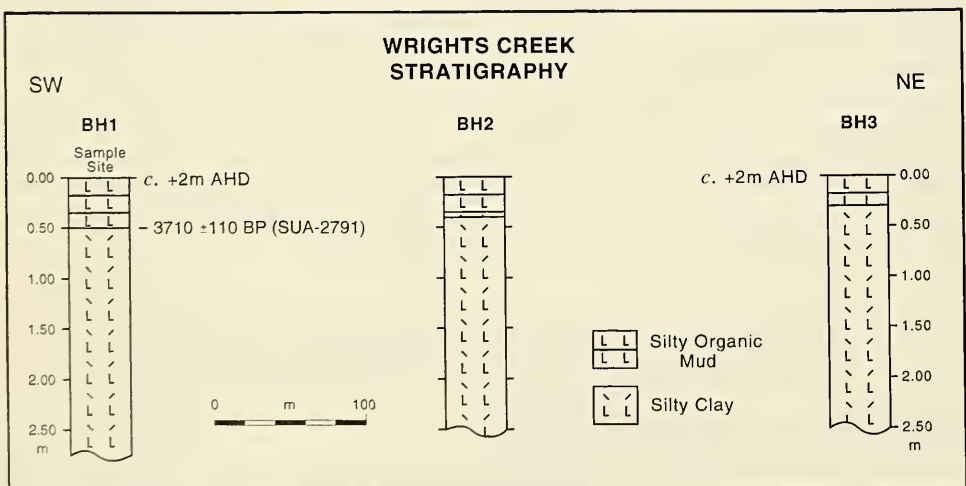 WRIGHTS CREEK
STRATIGRAPHY
SW
NE
BH1
BH2
BH3
Sample
Site
0.00
c. +2m AHD
c. +2m AHD
0.00
0.50
3710 ±110 BP (SUA-2791)
0.50
1.00
1.00
1.50
1.50
Silty Organic
Mud
2.00
2.00
0 m 100
Silty Clay
2.50
2.50
m
m